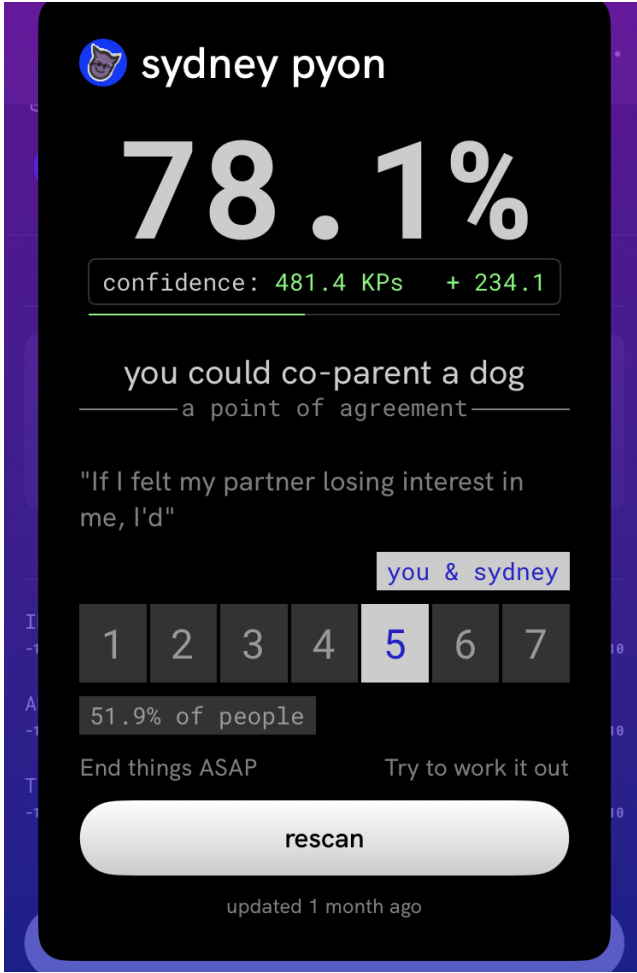 sydney pyon
78.1%
confidence: 481.4 KPs + 234.1
you could co-parent a dog
a point of agreement
"If I felt my partner losing interest in
me, I'd"
you & sydney
1 2 3 4 5 6 7
51.9% of people
End things ASAP Try to work it out
rescan
updated 1 month ago